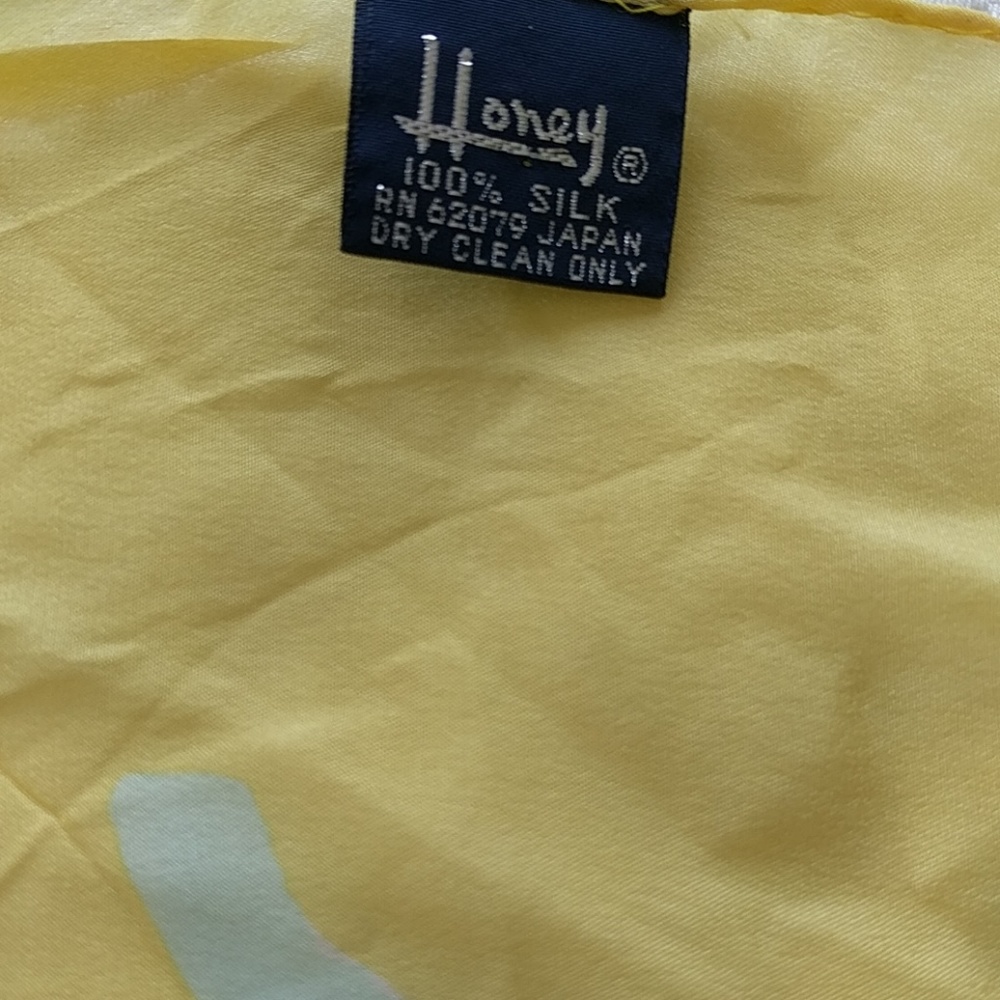 Honey®
100% SILK
RN 62079 JAPAN
DRY CLEAN ONLY